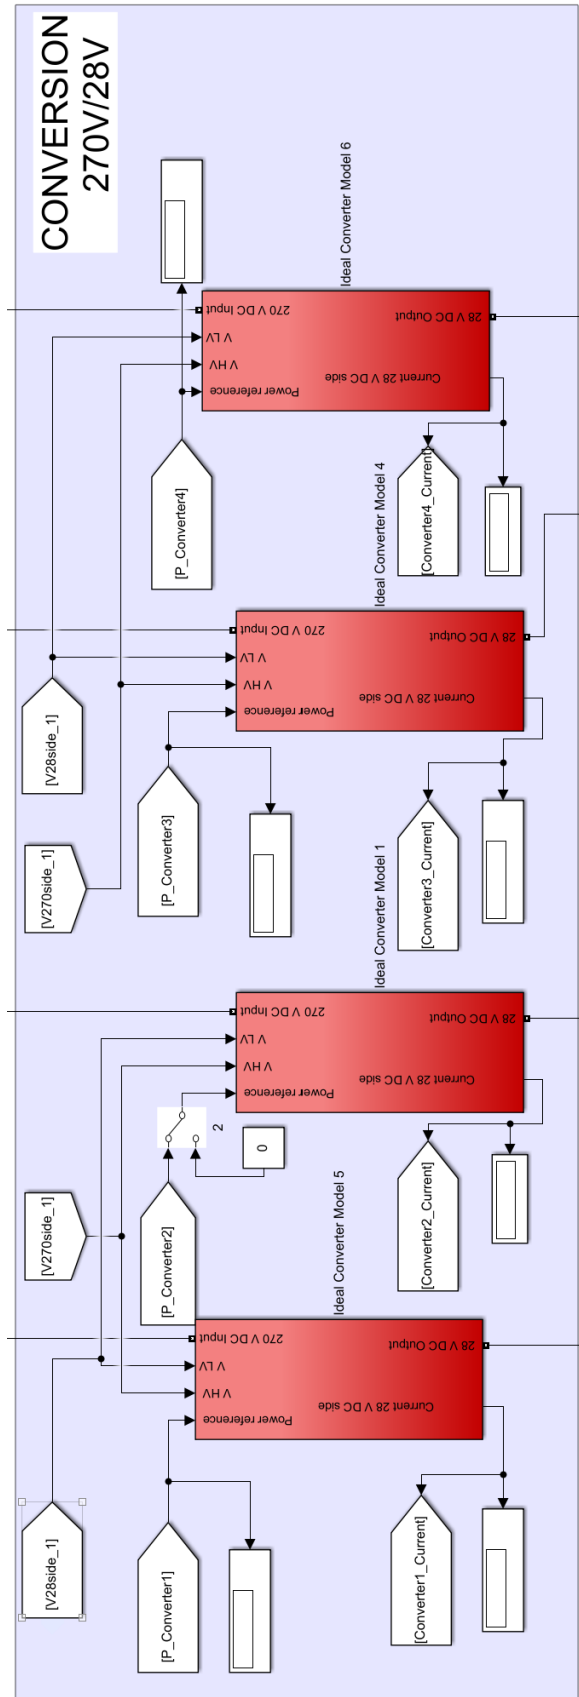 CONVERSION
270V/28V
Ideal Converter Model 6
270 V DC Input
V LV
V HV
Power reference
28 V DC Output
Current 28 V DC side
[P_Converter4]
[Converter4_Current]
Ideal Converter Model 4
270 V DC Input
V LV
V HV
Power reference
28 V DC Output
Current 28 V DC side
[V28side_1]
[V270side_1]
[P_Converter3]
[Converter3_Current]
Ideal Converter Model 1
270 V DC Input
V LV
V HV
Power reference
28 V DC Output
Current 28 V DC side
2
0
[V270side_1]
[P_Converter2]
[Converter2_Current]
Ideal Converter Model 5
270 V DC Input
V LV
V HV
Power reference
28 V DC Output
Current 28 V DC side
[V28side_1]
[P_Converter1]
[Converter1_Current]